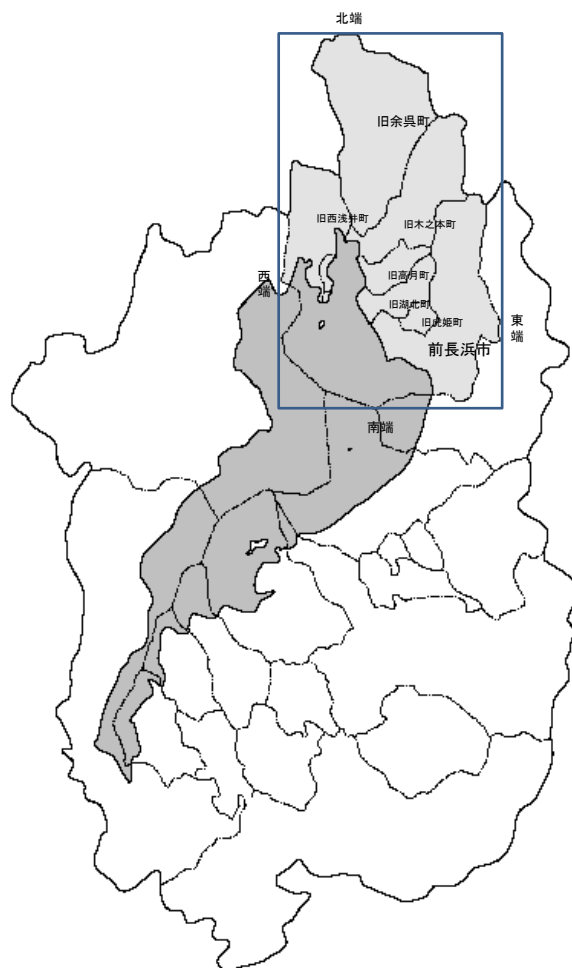 北端
旧余呉町
旧西浅井町
旧木之本町
旧高月町
西端
旧湖北町
旧虎姫町
東端
前長浜市
南端